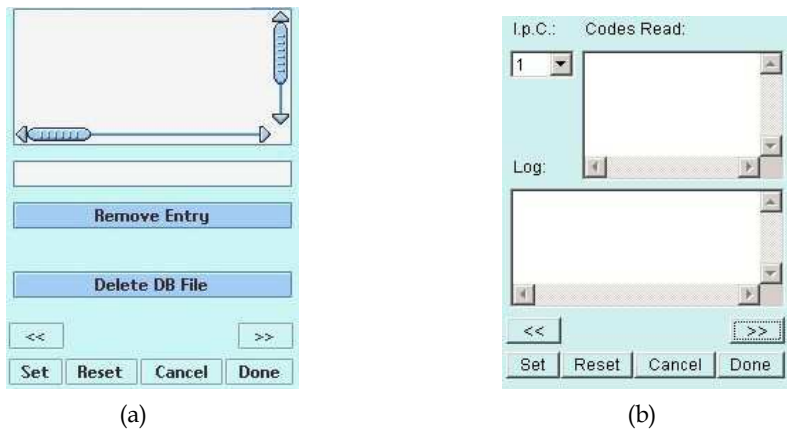 Remove Entry
Delete DB File
<< >>
Set Reset Cancel Done
(a)
I.p.C.: Codes Read:
1
Log:
<< >>
Set Reset Cancel Done
(b)